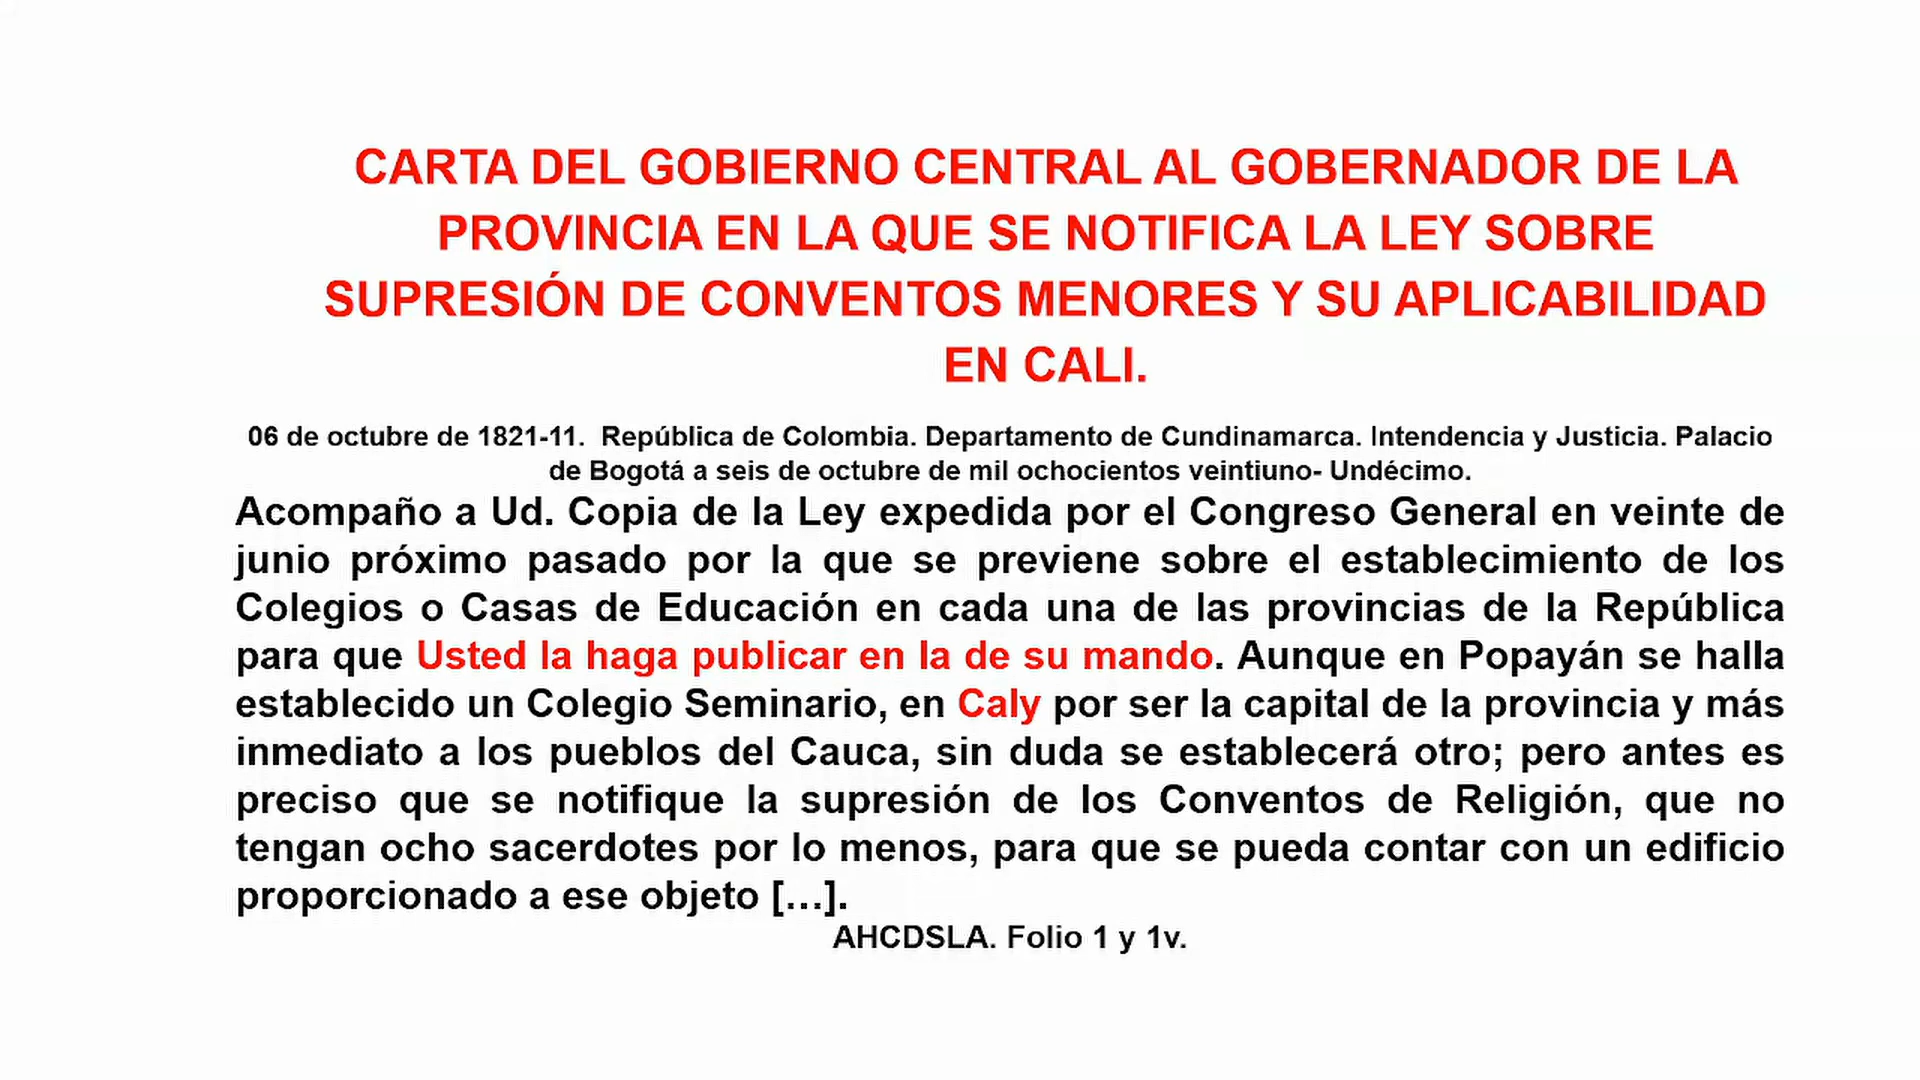 CARTA DEL GOBIERNO CENTRAL AL GOBERNADOR DE LA
PROVINCIA EN LA QUE SE NOTIFICA LA LEY SOBRE
SUPRESIÓN DE CONVENTOS MENORES Y SU APLICABILIDAD
EN CALI.
06 de octubre de 1821-11. República de Colombia. Departamento de Cundinamarca. Intendencia y Justicia. Palacio
de Bogotá a seis de octubre de mil ochocientos veintiuno- Undécimo.
Acompaño a Ud. Copia de la Ley expedida por el Congreso General en veinte de
junio próximo pasado por la que se previene sobre el establecimiento de los
Colegios o Casas de Educación en cada una de las provincias de la República
para que Usted la haga publicar en la de su mando. Aunque en Popayán se halla
establecido un Colegio Seminario, en Caly por ser la capital de la provincia y más
inmediato a los pueblos del Cauca, sin duda se establecerá otro; pero antes es
preciso que se notifique la supresión de los Conventos de Religión, que no
tengan ocho sacerdotes por lo menos, para que se pueda contar con un edificio
proporcionado a ese objeto [...].
AHCDSLA. Folio 1 y 1v.